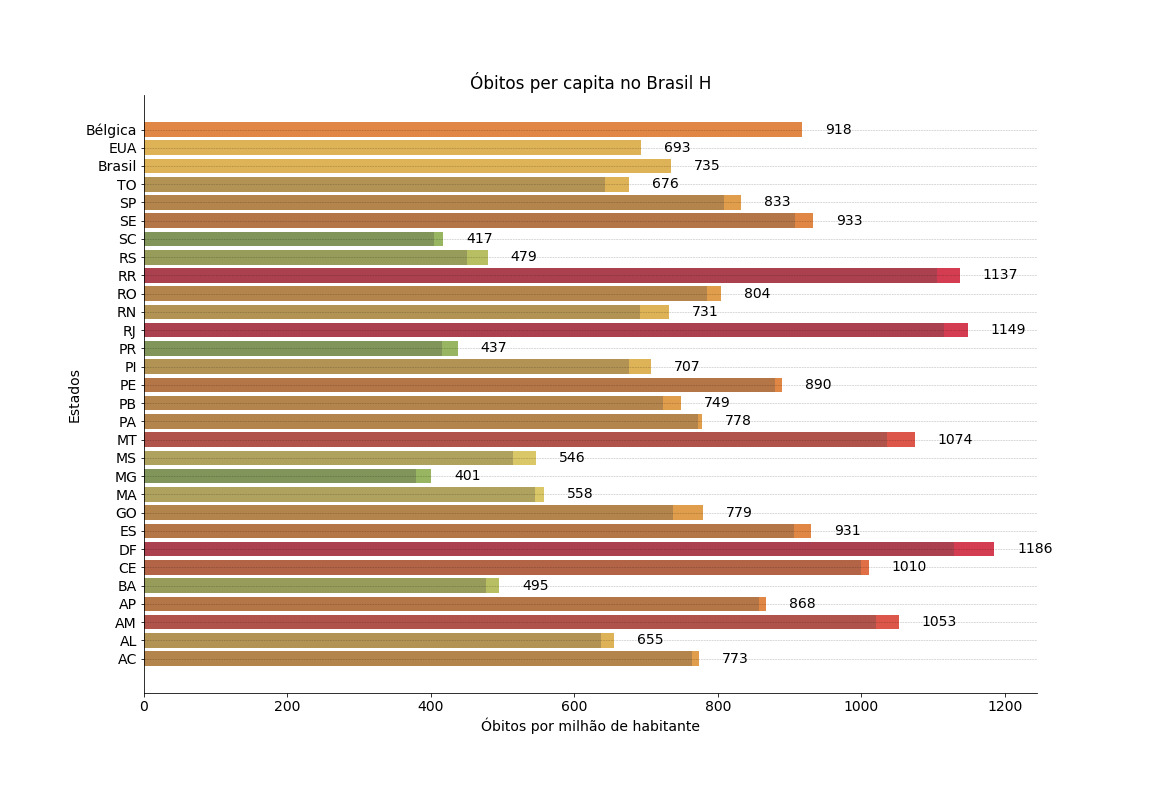 Óbitos per capita no Brasil H
Bélgica 918
EUA 693
Brasil 735
TO 676
SP 833
SE 933
SC 417
RS 479
RR 1137
RO 804
RN 731
RJ 1149
PR 437
PI 707
PE 890
PB 749
PA 778
MT 1074
MS 546
MG 401
MA 558
GO 779
ES 931
DF 1186
CE 1010
BA 495
AP 868
AM 1053
AL 655
AC 773
Estados
0 200 400 600 800 1000 1200
Óbitos por milhão de habitante